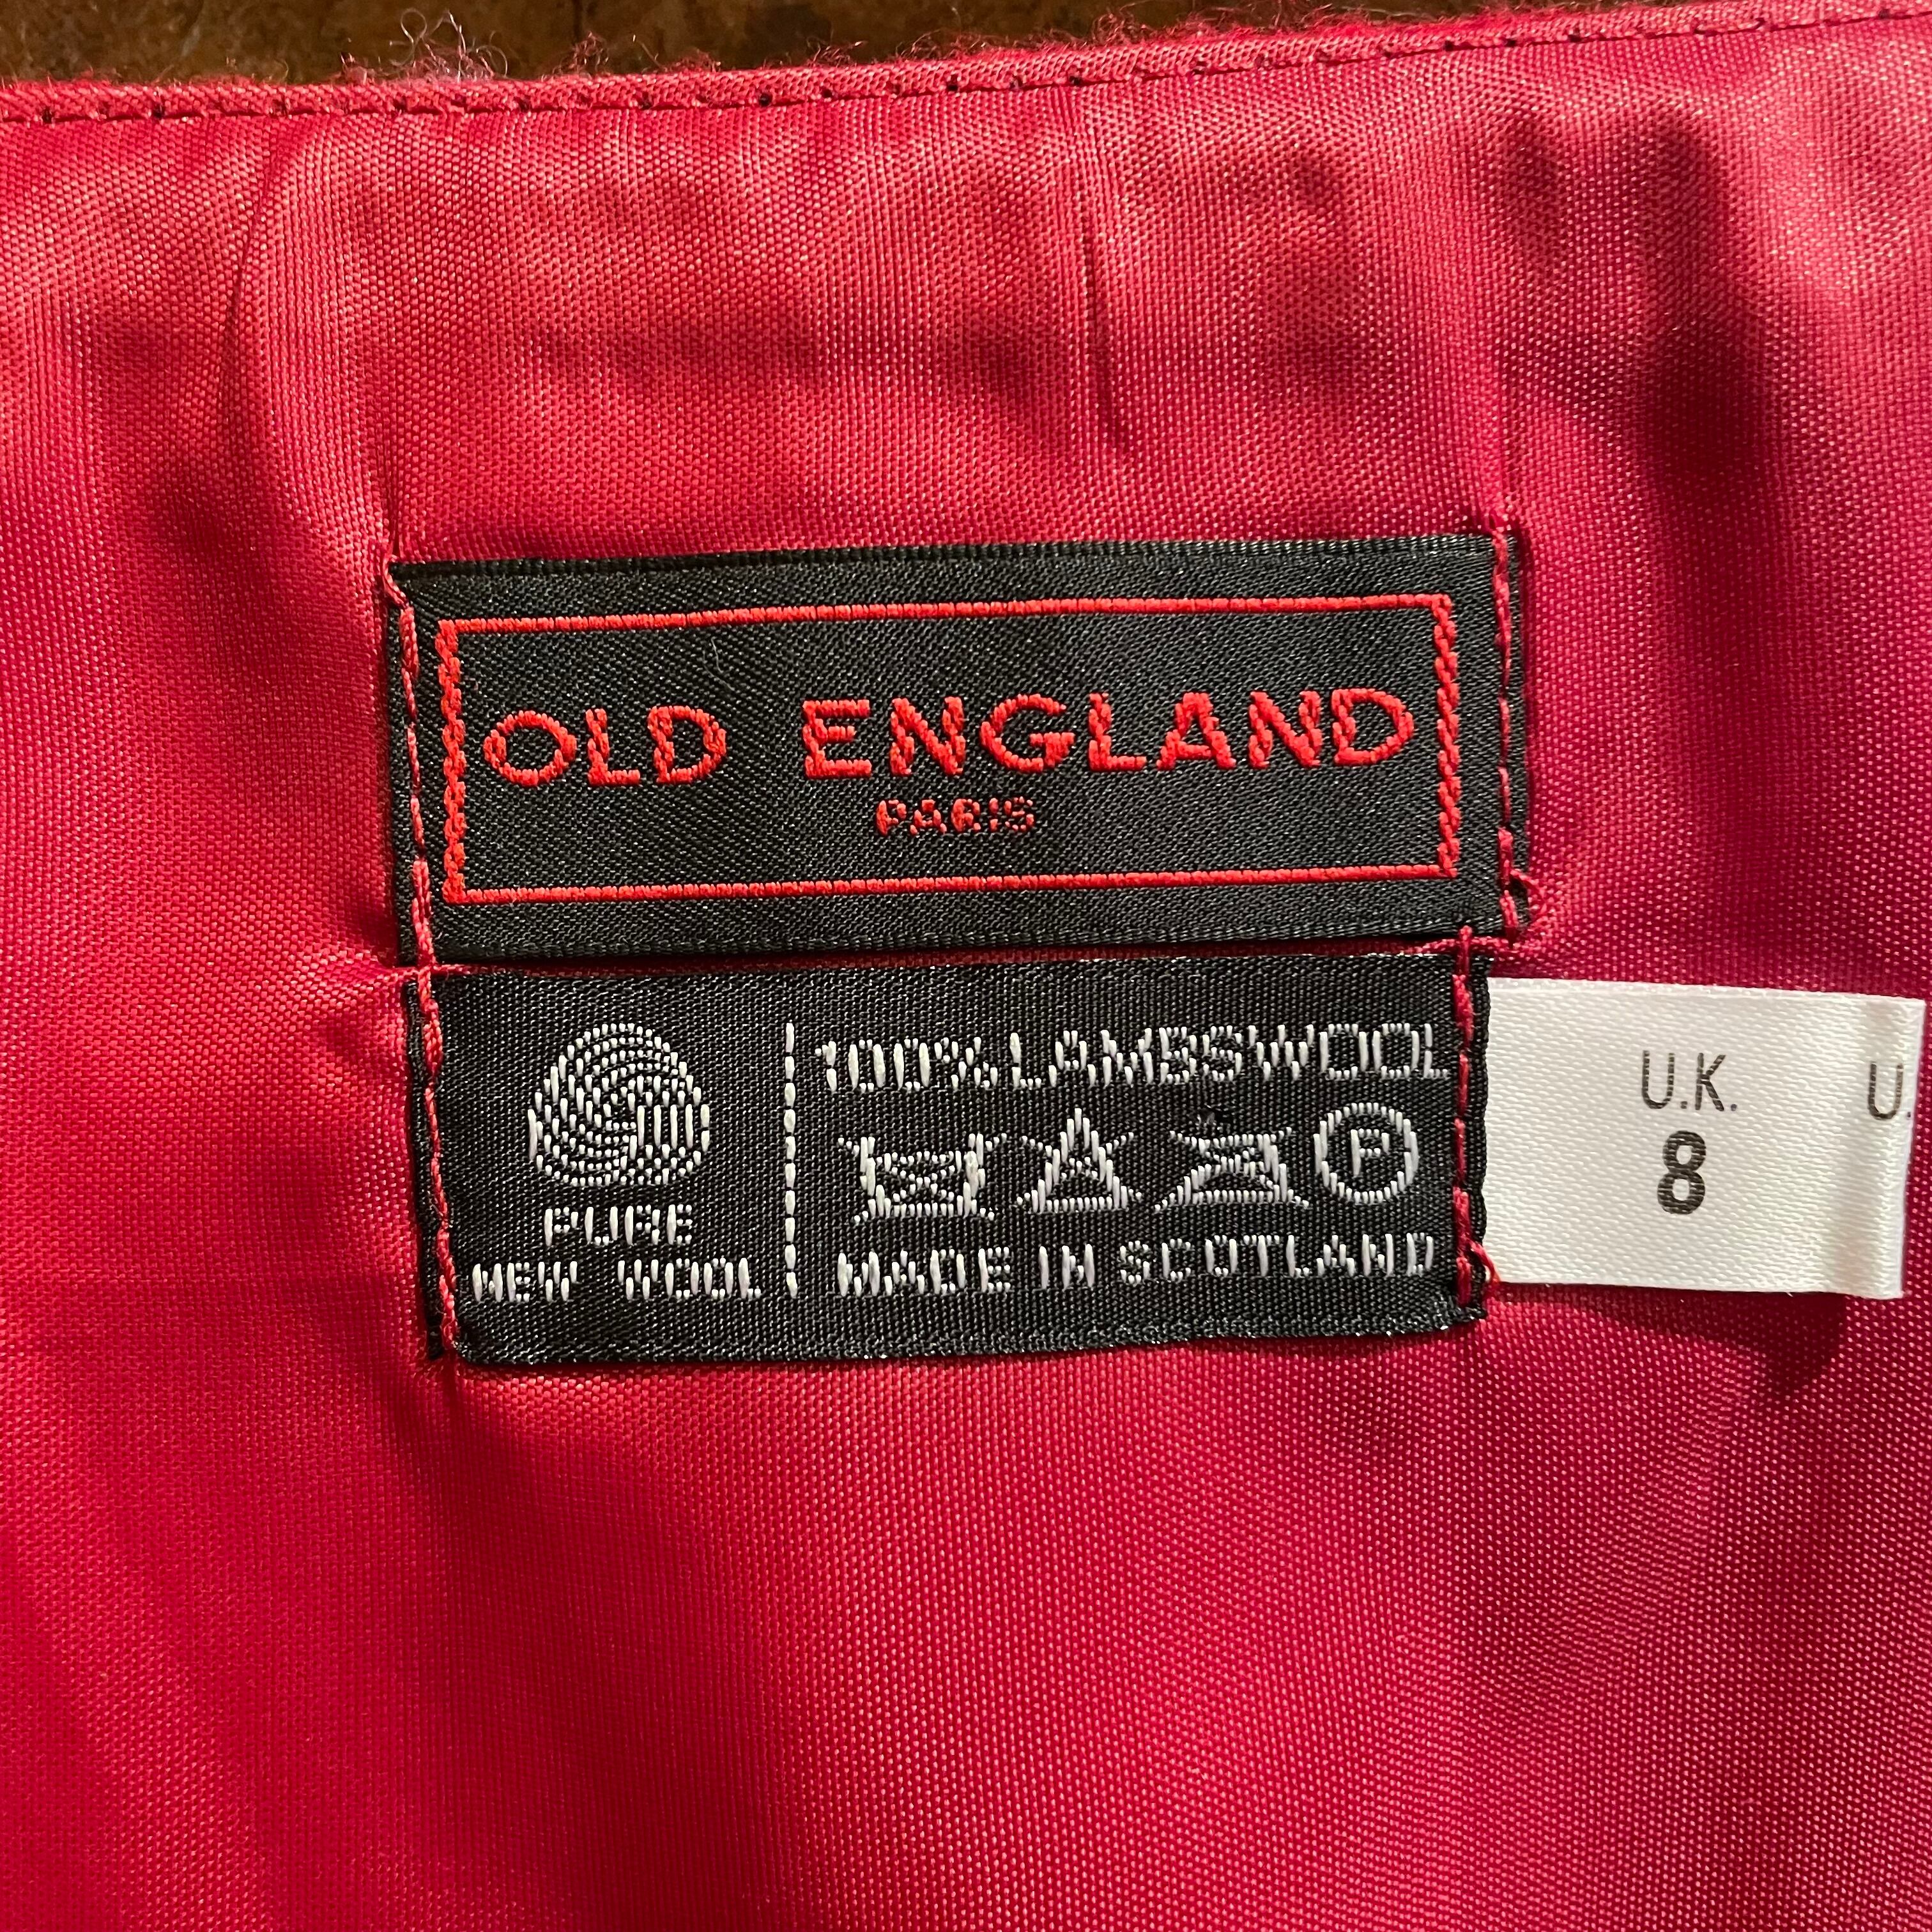 OLD ENGLAND
PARIS
PURE
NEW WOOL
100% LAMBSWOOL
P
MADE IN SCOTLAND
U.K.
8
U.